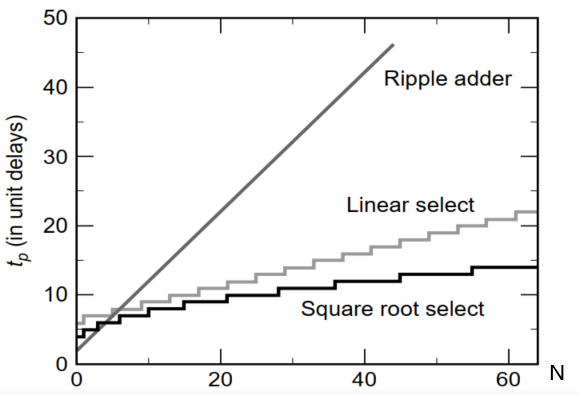 50
40
30
20
10
0
tp (in unit delays)
Ripple adder
Linear select
Square root select
0 20 40 60 N